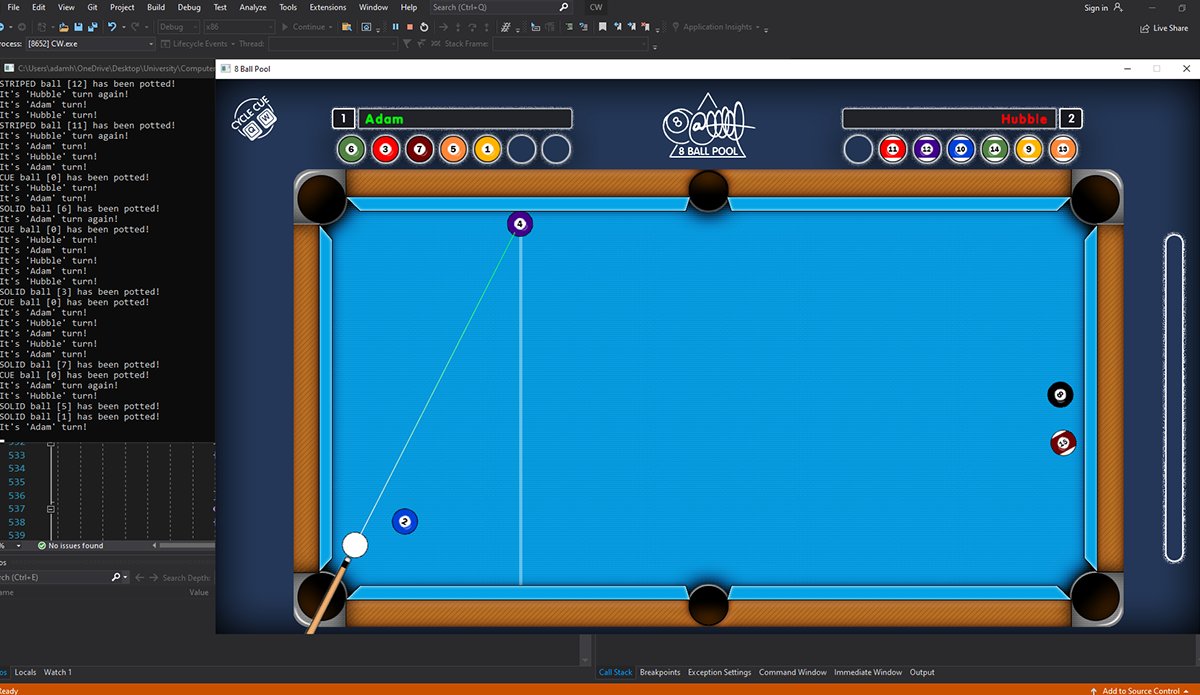 File Edit View Git Project Build Debug Test Analyze Tools Extensions Window Help Search (Ctrl+Q) CW Sign in
Debug x86 Continue Application Insights Live Share
rocess: [8652] CW.exe Lifecycle Events Thread: Stack Frame:
C:\Users\adamh\OneDrive\Desktop\University\Computer
8 Ball Pool
STRIPED ball [12] has been potted!
It's 'Hubble' turn again!
It's 'Adam' turn!
It's 'Hubble' turn!
STRIPED ball [11] has been potted!
It's 'Hubble' turn again!
It's 'Adam' turn!
It's 'Hubble' turn!
It's 'Adam' turn!
CUE ball [0] has been potted!
It's 'Hubble' turn!
It's 'Adam' turn!
SOLID ball [6] has been potted!
It's 'Adam' turn again!
CUE ball [0] has been potted!
It's 'Hubble' turn!
It's 'Adam' turn!
It's 'Hubble' turn!
It's 'Adam' turn!
It's 'Hubble' turn!
SOLID ball [3] has been potted!
CUE ball [0] has been potted!
It's 'Adam' turn!
It's 'Hubble' turn!
It's 'Adam' turn!
It's 'Hubble' turn!
It's 'Adam' turn!
SOLID ball [7] has been potted!
CUE ball [0] has been potted!
It's 'Adam' turn again!
It's 'Hubble' turn!
SOLID ball [5] has been potted!
SOLID ball [1] has been potted!
It's 'Adam' turn!
CYCLE CUE
1 Adam
8
8 BALL POOL
Hubble 2
6 3 7 5 1
11 12 10 14 9 13
4
8
15
2
533
534
535
536
537
538
539
% No issues found
rch (Ctrl+E) Search Depth:
ame Value
os Locals Watch 1
Call Stack Breakpoints Exception Settings Command Window Immediate Window Output
Ready Add to Source Control